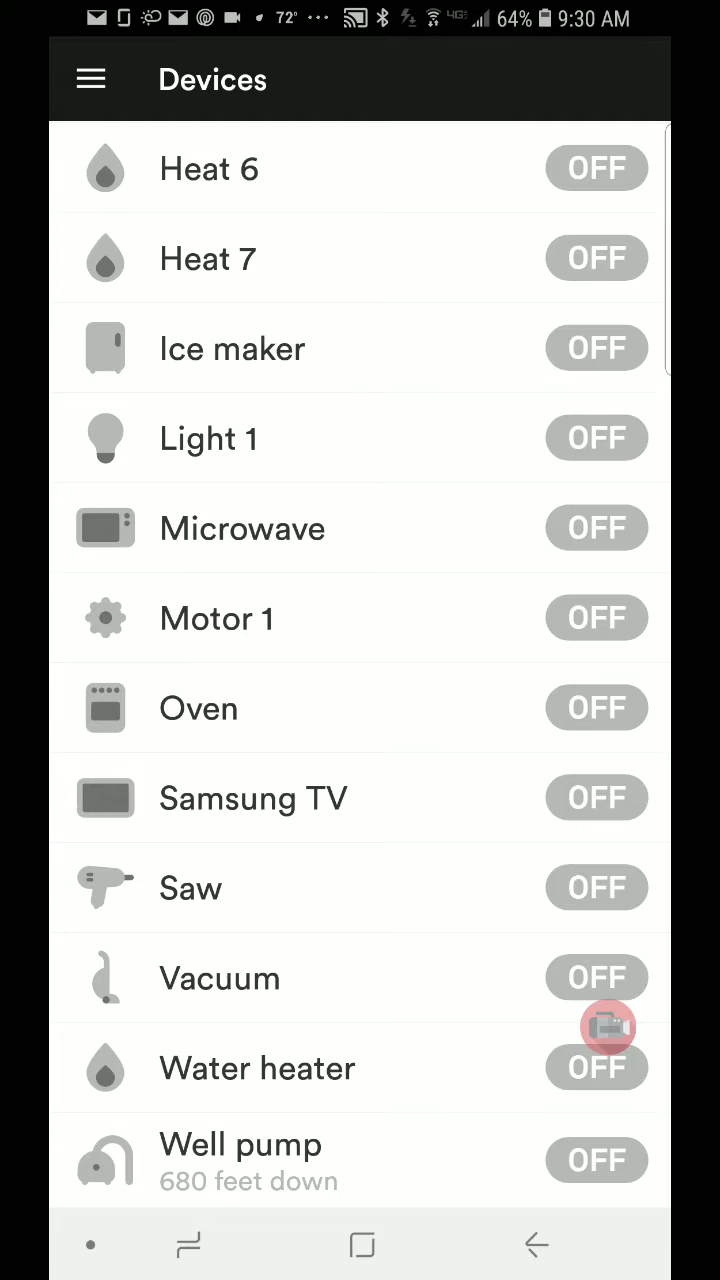 72° ... 4G 64% 9:30 AM
Devices
Heat 6 OFF
Heat 7 OFF
Ice maker OFF
Light 1 OFF
Microwave OFF
Motor 1 OFF
Oven OFF
Samsung TV OFF
Saw OFF
Vacuum OFF
Water heater OFF
Well pump OFF
680 feet down